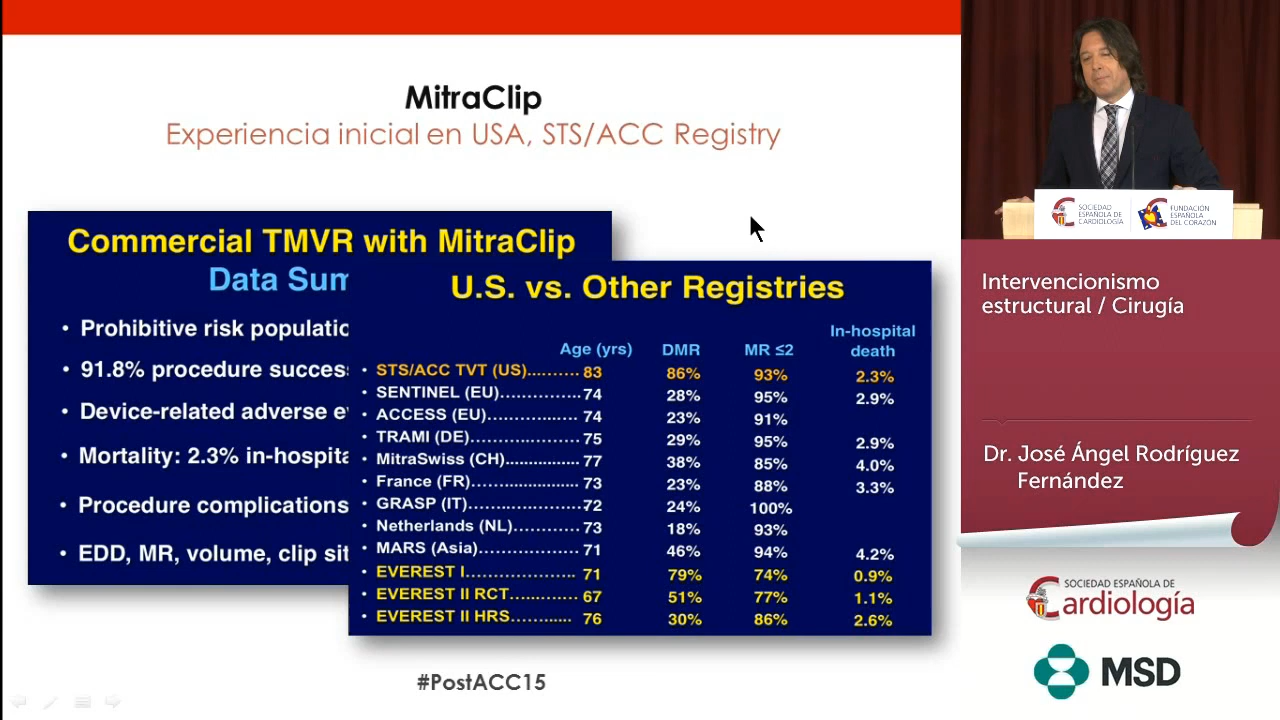 MitraClip
Experiencia inicial en USA, STS/ACC Registry
Commercial TMVR with MitraClip
Data Sum
• Prohibitive risk populatio
• 91.8% procedure succes
• Device-related adverse e
• Mortality: 2.3% in-hospita
• Procedure complications
• EDD, MR, volume, clip sit
U.S. vs. Other Registries
Age (yrs) DMR MR ≤2 In-hospital
death
• STS/ACC TVT (US)......... 83 86% 93% 2.3%
• SENTINEL (EU)............... 74 28% 95% 2.9%
• ACCESS (EU)................. 74 23% 91%
• TRAMI (DE)..................... 75 29% 95% 2.9%
• MitraSwiss (CH)................ 77 38% 85% 4.0%
• France (FR)..................... 73 23% 88% 3.3%
• GRASP (IT)..................... 72 24% 100%
• Netherlands (NL)............. 73 18% 93%
• MARS (Asia)................... 71 46% 94% 4.2%
• EVEREST I...................... 71 79% 74% 0.9%
• EVEREST II RCT.............. 67 51% 77% 1.1%
• EVEREST II HRS.............. 76 30% 86% 2.6%
#PostACC15
SOCIEDAD
ESPAÑOLA DE
CARDIOLOGÍA
FUNDACIÓN
ESPAÑOLA
DEL CORAZÓN
Intervencionismo
estructural / Cirugía
Dr. José Ángel Rodríguez
Fernández
SOCIEDAD ESPAÑOLA DE
Cardiología
MSD